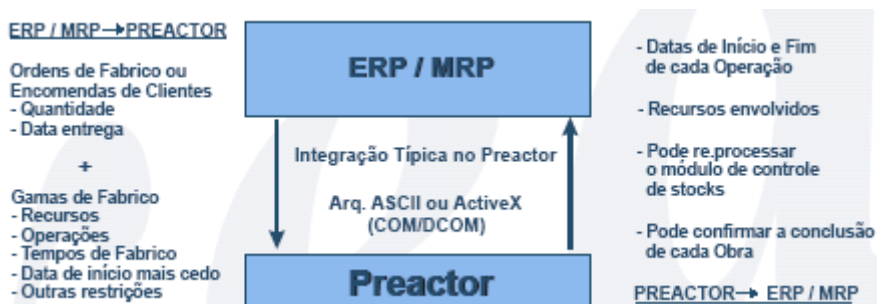 ERP / MRP→PREACTOR
Ordens de Fabrico ou
Encomendas de Clientes
- Quantidade
- Data entrega
+
Gamas de Fabrico
- Recursos
- Operações
- Tempos de Fabrico
- Data de início mais cedo
- Outras restrições
ERP / MRP
Integração Típica no Preactor
Arq. ASCII ou ActiveX
(COM/DCOM)
Preactor
- Datas de Início e Fim
de cada Operação
- Recursos envolvidos
- Pode re.processar
o módulo de controle
de stocks
- Pode confirmar a conclusão
de cada Obra
PREACTOR→ ERP / MRP